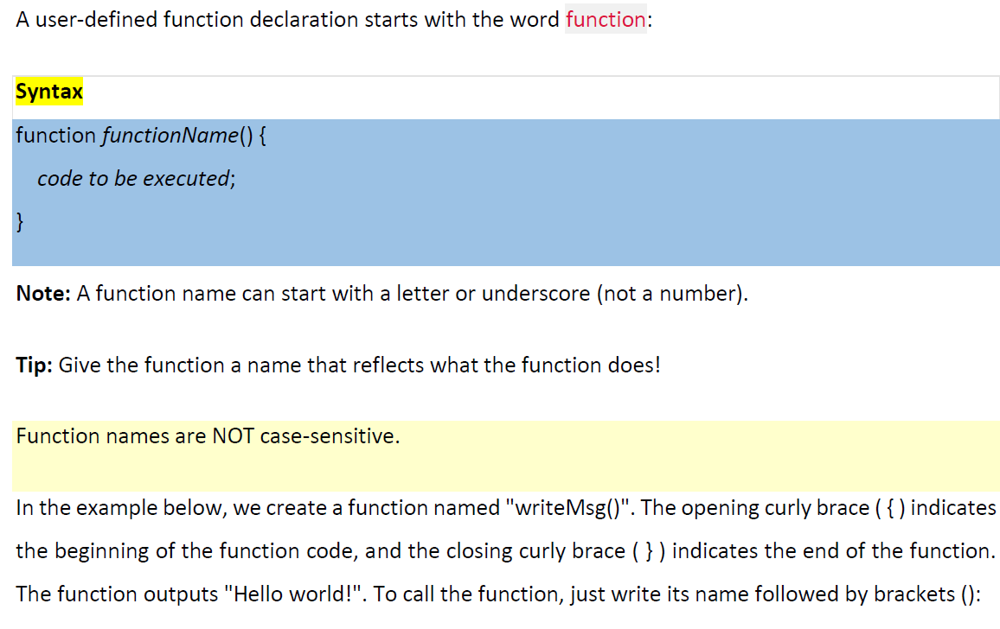 A user-defined function declaration starts with the word function:
Syntax
function functionName() {
code to be executed;
}
Note: A function name can start with a letter or underscore (not a number).
Tip: Give the function a name that reflects what the function does!
Function names are NOT case-sensitive.
In the example below, we create a function named "writeMsg()". The opening curly brace ( { ) indicates
the beginning of the function code, and the closing curly brace ( } ) indicates the end of the function.
The function outputs "Hello world!". To call the function, just write its name followed by brackets ():